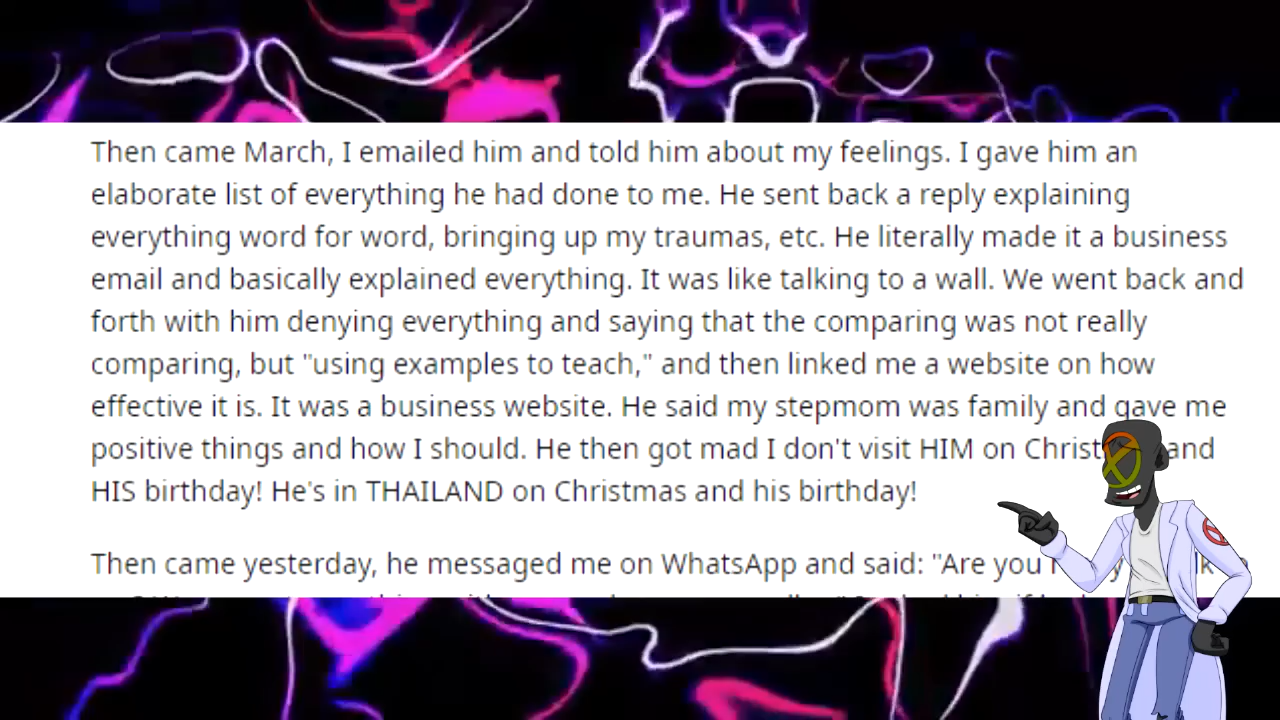 Then came March, I emailed him and told him about my feelings. I gave him an
elaborate list of everything he had done to me. He sent back a reply explaining
everything word for word, bringing up my traumas, etc. He literally made it a business
email and basically explained everything. It was like talking to a wall. We went back and
forth with him denying everything and saying that the comparing was not really
comparing, but "using examples to teach," and then linked me a website on how
effective it is. It was a business website. He said my stepmom was family and gave me
positive things and how I should. He then got mad I don't visit HIM on Christ and
HIS birthday! He's in THAILAND on Christmas and his birthday!
Then came yesterday, he messaged me on WhatsApp and said: "Are you